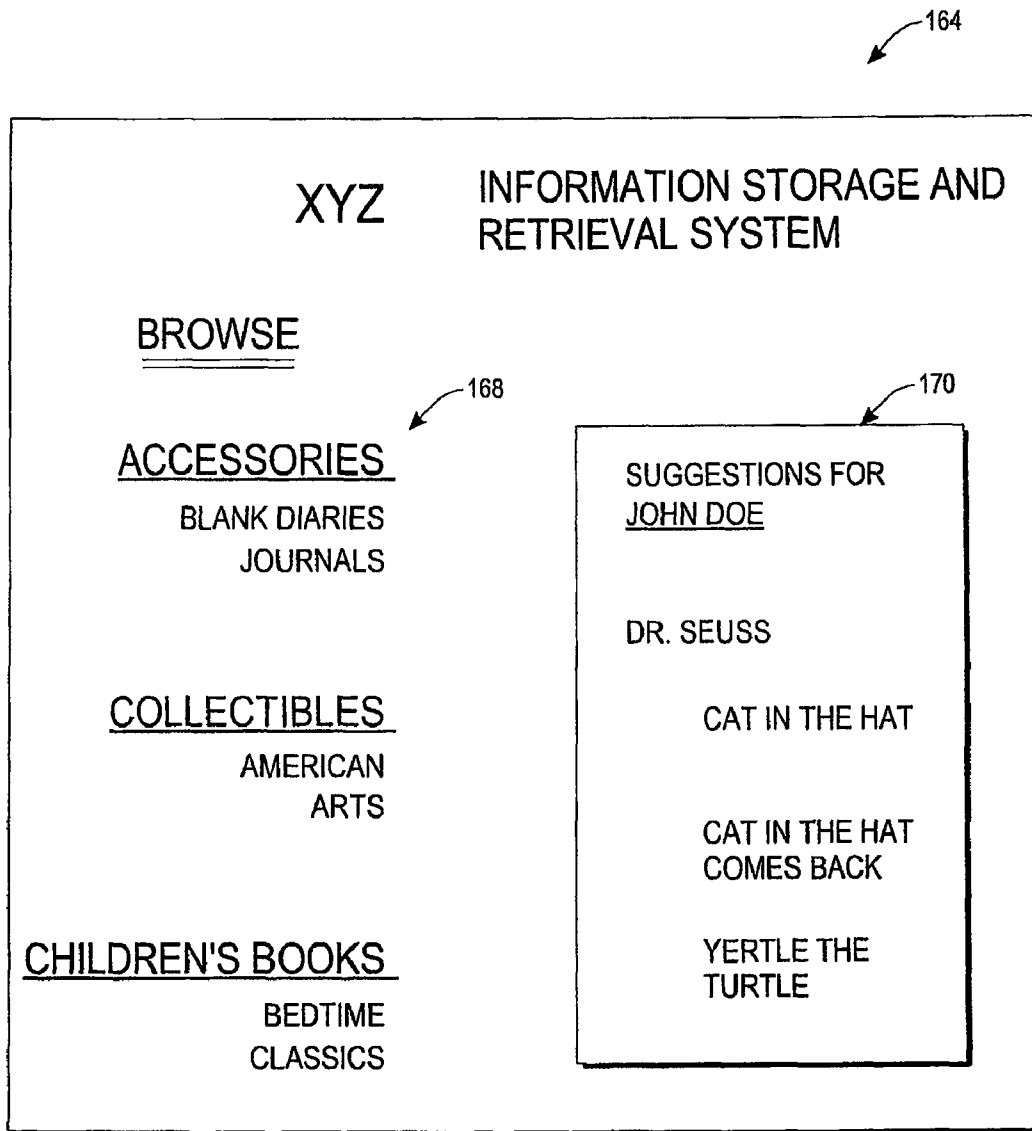 164
XYZ
INFORMATION STORAGE AND
RETRIEVAL SYSTEM
BROWSE
168
ACCESSORIES
BLANK DIARIES
JOURNALS
COLLECTIBLES
AMERICAN
ARTS
CHILDREN'S BOOKS
BEDTIME
CLASSICS
170
SUGGESTIONS FOR
JOHN DOE
DR. SEUSS
CAT IN THE HAT
CAT IN THE HAT
COMES BACK
YERTLE THE
TURTLE